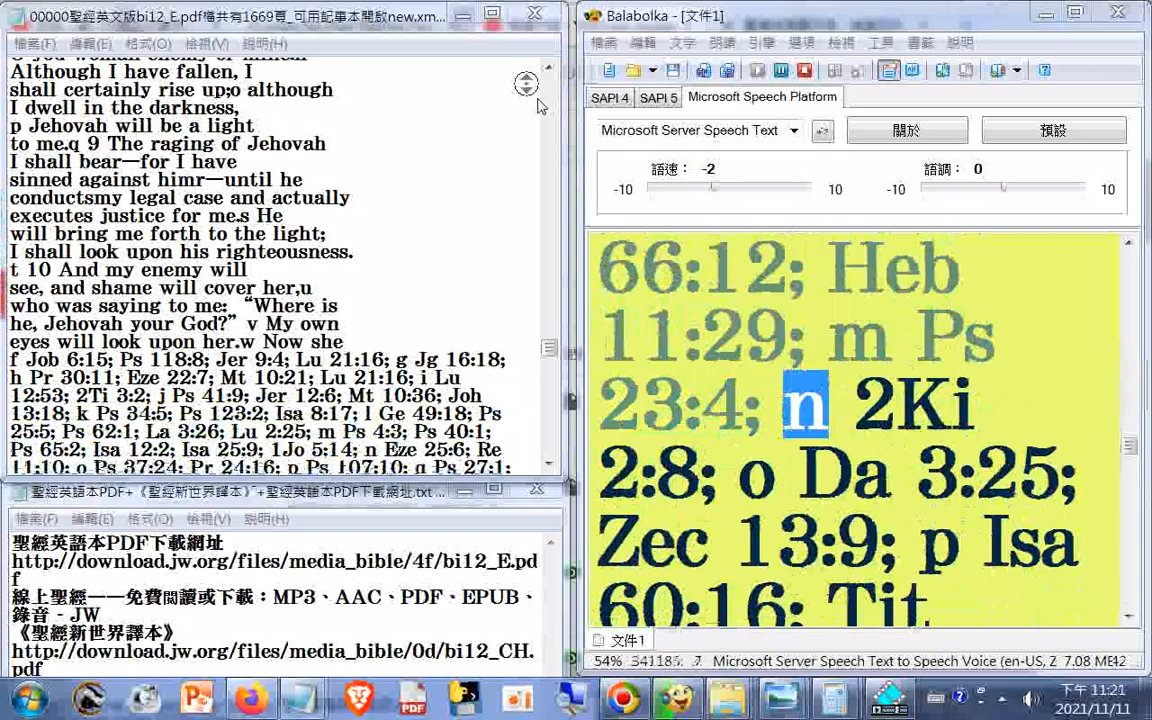 00000聖經英文版bi12_E.pdf檔共有1669頁_可用記事本開啟new.xm...
檔案(F) 編輯(E) 格式(O) 檢視(V) 說明(H)
Although I have fallen, I
shall certainly rise up;o although
I dwell in the darkness,
p Jehovah will be a light
to me.q 9 The raging of Jehovah
I shall bear—for I have
sinned against himr—until he
conductsmy legal case and actually
executes justice for me.s He
will bring me forth to the light;
I shall look upon his righteousness.
t 10 And my enemy will
see, and shame will cover her,u
who was saying to me: “Where is
he, Jehovah your God?” v My own
eyes will look upon her.w Now she
f Job 6:15; Ps 118:8; Jer 9:4; Lu 21:16; g Jg 16:18;
h Pr 30:11; Eze 22:7; Mt 10:21; Lu 21:16; i Lu
12:53; 2Ti 3:2; j Ps 41:9; Jer 12:6; Mt 10:36; Joh
13:18; k Ps 34:5; Ps 123:2; Isa 8:17; l Ge 49:18; Ps
25:5; Ps 62:1; La 3:26; Lu 2:25; m Ps 4:3; Ps 40:1;
Ps 65:2; Isa 12:2; Isa 25:9; 1Jo 5:14; n Eze 25:6; Re
11:10; o Ps 37:24; Pr 24:16; p Ps 107:10; q Ps 27:1;
聖經英語本PDF+《聖經新世界譯本》+聖經英語本PDF下載網址.txt ...
檔案(F) 編輯(E) 格式(O) 檢視(V) 說明(H)
聖經英語本PDF下載網址
http://download.jw.org/files/media_bible/4f/bi12_E.pd
f
線上聖經——免費閱讀或下載：MP3、AAC、PDF、EPUB、
錄音 - JW
《聖經新世界譯本》
http://download.jw.org/files/media_bible/0d/bi12_CH.
pdf
Balabolka - [文件1]
檔案 編輯 文字 朗讀 引擎 選項 檢視 工具 書籤 說明
SAPI 4 SAPI 5 Microsoft Speech Platform
Microsoft Server Speech Text 關於 預設
語速： -2 語調： 0
-10 10 -10 10
66:12; Heb
11:29; m Ps
23:4; n 2Ki
2:8; o Da 3:25;
Zec 13:9; p Isa
60:16; Tit
文件1
54% Microsoft Server Speech Text to Speech Voice (en-US, Z 7.08 ME42
下午 11:21
2021/11/11